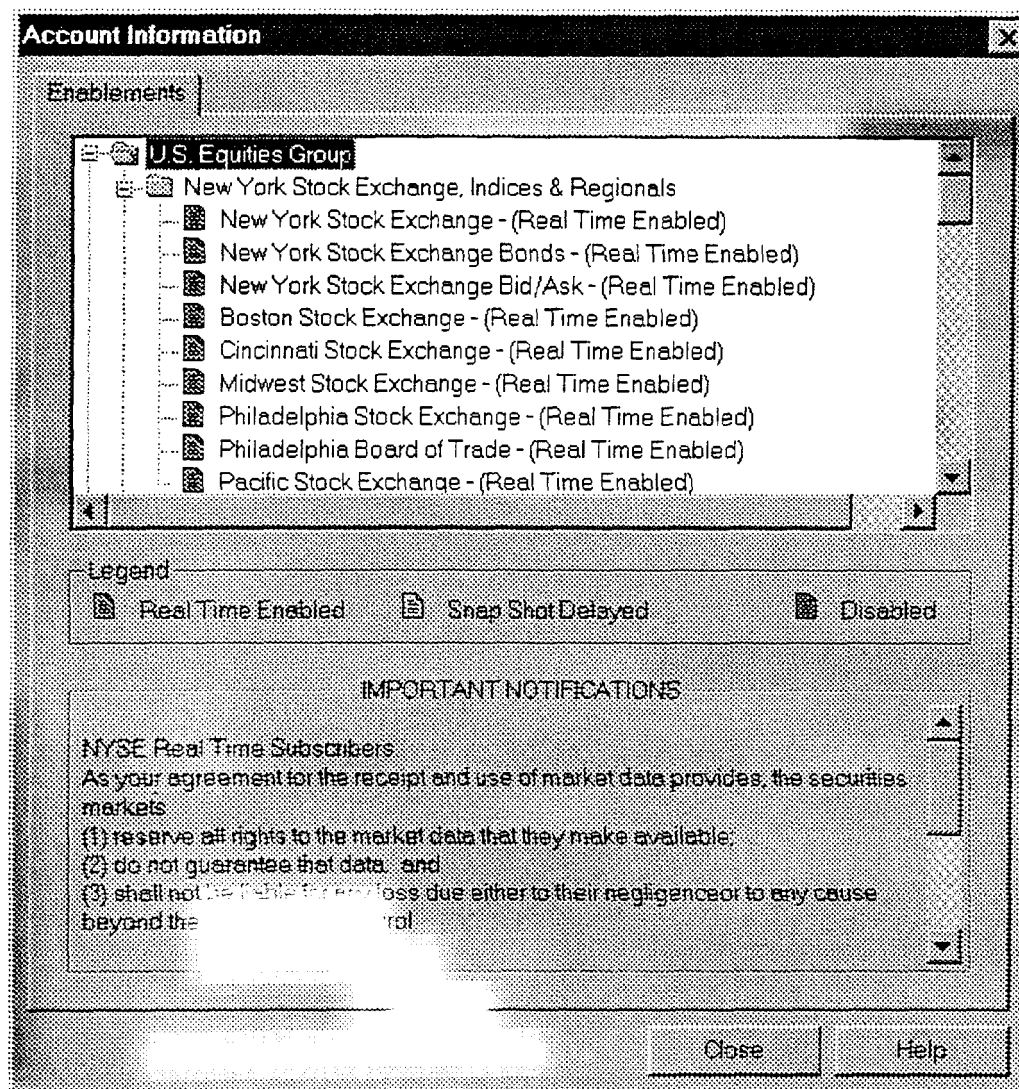 Account Information
Enablements
U.S. Equities Group
New York Stock Exchange, Indices & Regionals
New York Stock Exchange - (Real Time Enabled)
New York Stock Exchange Bonds - (Real Time Enabled)
New York Stock Exchange Bid/Ask - (Real Time Enabled)
Boston Stock Exchange - (Real Time Enabled)
Cincinnati Stock Exchange - (Real Time Enabled)
Midwest Stock Exchange - (Real Time Enabled)
Philadelphia Stock Exchange - (Real Time Enabled)
Philadelphia Board of Trade - (Real Time Enabled)
Pacific Stock Exchange - (Real Time Enabled)
Legend
Real Time Enabled Snap Shot Delayed Disabled
IMPORTANT NOTIFICATIONS
NYSE Real Time Subscribers
As your agreement for the receipt and use of market data provides, the securities
markets
(1) reserve all rights to the market data that they make available;
(2) do not guarantee that data; and
(3) shall not loss due either to their negligenceor to any cause
beyond
Close Help